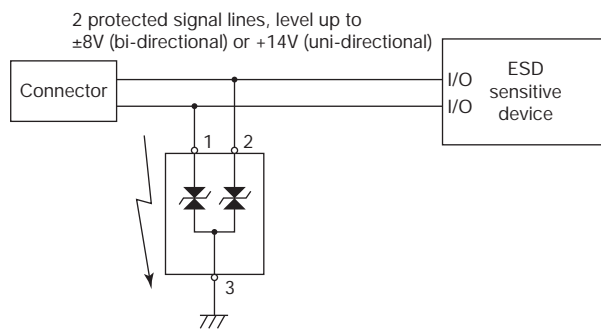 2 protected signal lines, level up to
±8V (bi-directional) or +14V (uni-directional)
Connector
I/O
I/O
ESD
sensitive
device
1
2
3